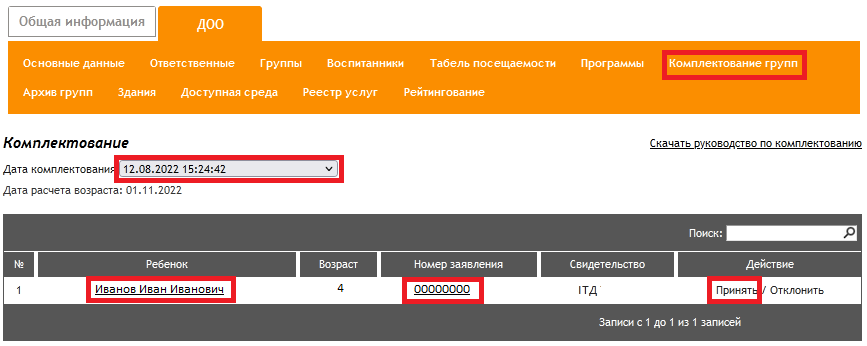 Общая информация ДОО
Основные данные Ответственные Группы Воспитанники Табель посещаемости Программы Комплектование групп
Архив групп Здания Доступная среда Реестр услуг Рейтингование
Комплектование Скачать руководство по комплектованию
Дата комплектования 12.08.2022 15:24:42
Дата расчета возраста: 01.11.2022
Поиск:
№ Ребенок Возраст Номер заявления Свидетельство Действие
1 Иванов Иван Иванович 4 00000000 ІТД Принять / Отклонить
Записи с 1 до 1 из 1 записей